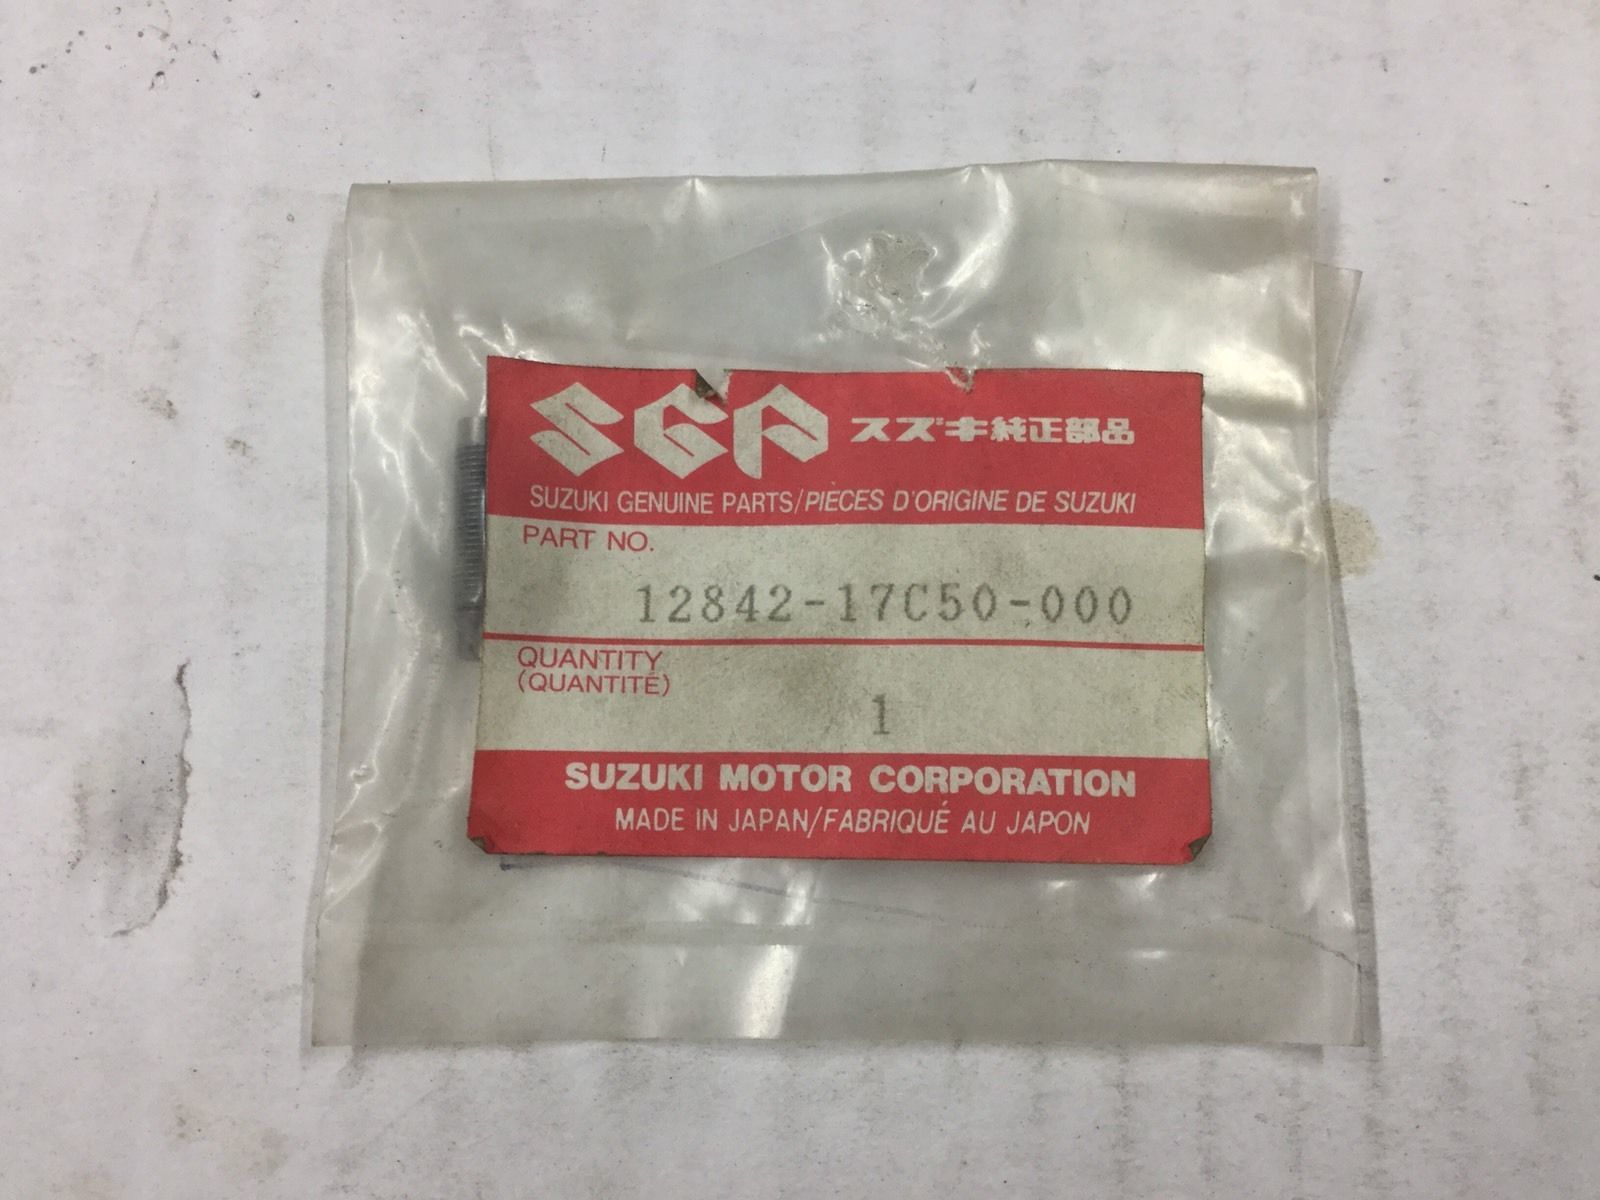 SGP スズキ純正部品
SUZUKI GENUINE PARTS/PIÈCES D'ORIGINE DE SUZUKI
PART NO.
12842-17C50-000
QUANTITY
(QUANTITÉ)
1
SUZUKI MOTOR CORPORATION
MADE IN JAPAN/FABRIQUÉ AU JAPON